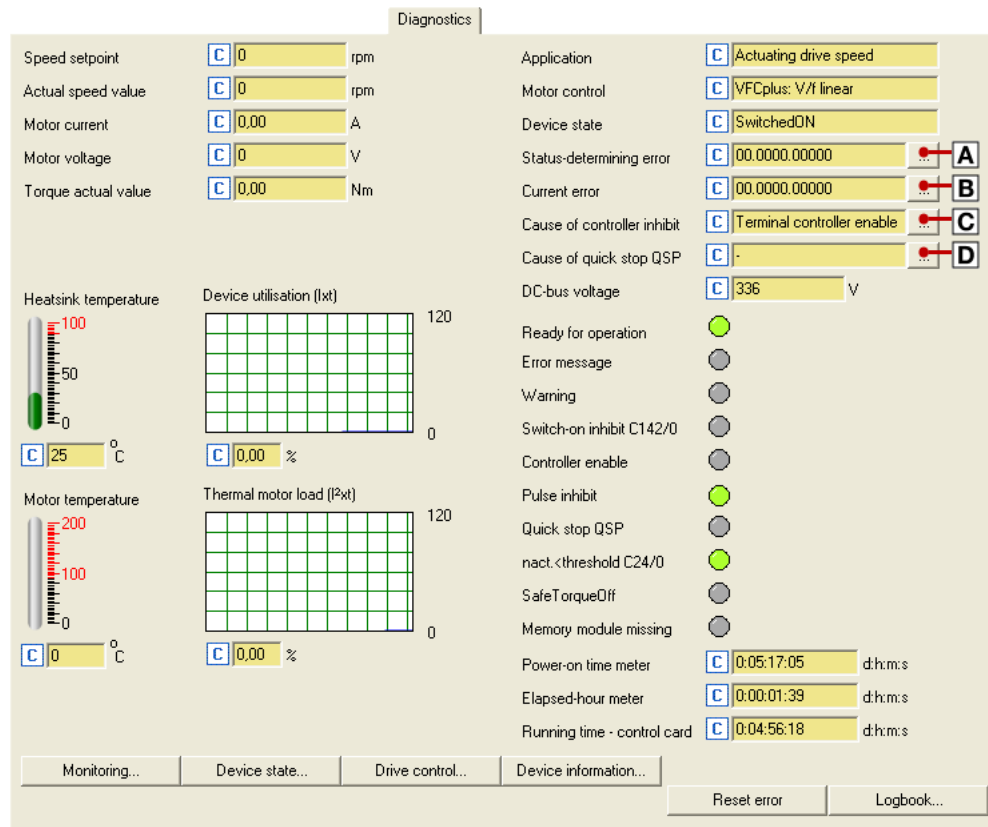 Diagnostics
Speed setpoint C 0 rpm
Actual speed value C 0 rpm
Motor current C 0,00 A
Motor voltage C 0 V
Torque actual value C 0,00 Nm
Heatsink temperature
100
50
0
C 25 °C
Device utilisation (Ixt)
120
0
C 0,00 %
Motor temperature
200
100
0
C 0 °C
Thermal motor load (I²xt)
120
0
C 0,00 %
Application C Actuating drive speed
Motor control C VFCplus: V/f linear
Device state C SwitchedON
Status-determining error C 00.0000.00000 ... A
Current error C 00.0000.00000 ... B
Cause of controller inhibit C Terminal controller enable ... C
Cause of quick stop QSP C - ... D
DC-bus voltage C 336 V
Ready for operation
Error message
Warning
Switch-on inhibit C142/0
Controller enable
Pulse inhibit
Quick stop QSP
nact.<threshold C24/0
SafeTorqueOff
Memory module missing
Power-on time meter C 0:05:17:05 d:h:m:s
Elapsed-hour meter C 0:00:01:39 d:h:m:s
Running time - control card C 0:04:56:18 d:h:m:s
Monitoring... Device state... Drive control... Device information...
Reset error Logbook...